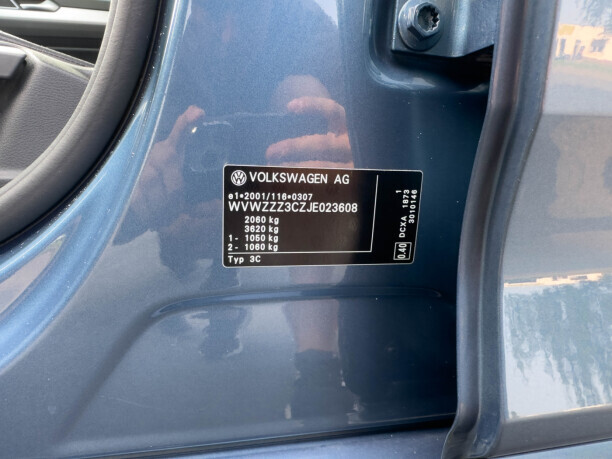 VOLKSWAGEN AG
e1*2001/116*0307
WVWZZZ3CZJE023608
2060 kg
3620 kg
1 - 1050 kg
2 - 1060 kg
Typ 3C
1
DCXA 1873
3010146
0.40